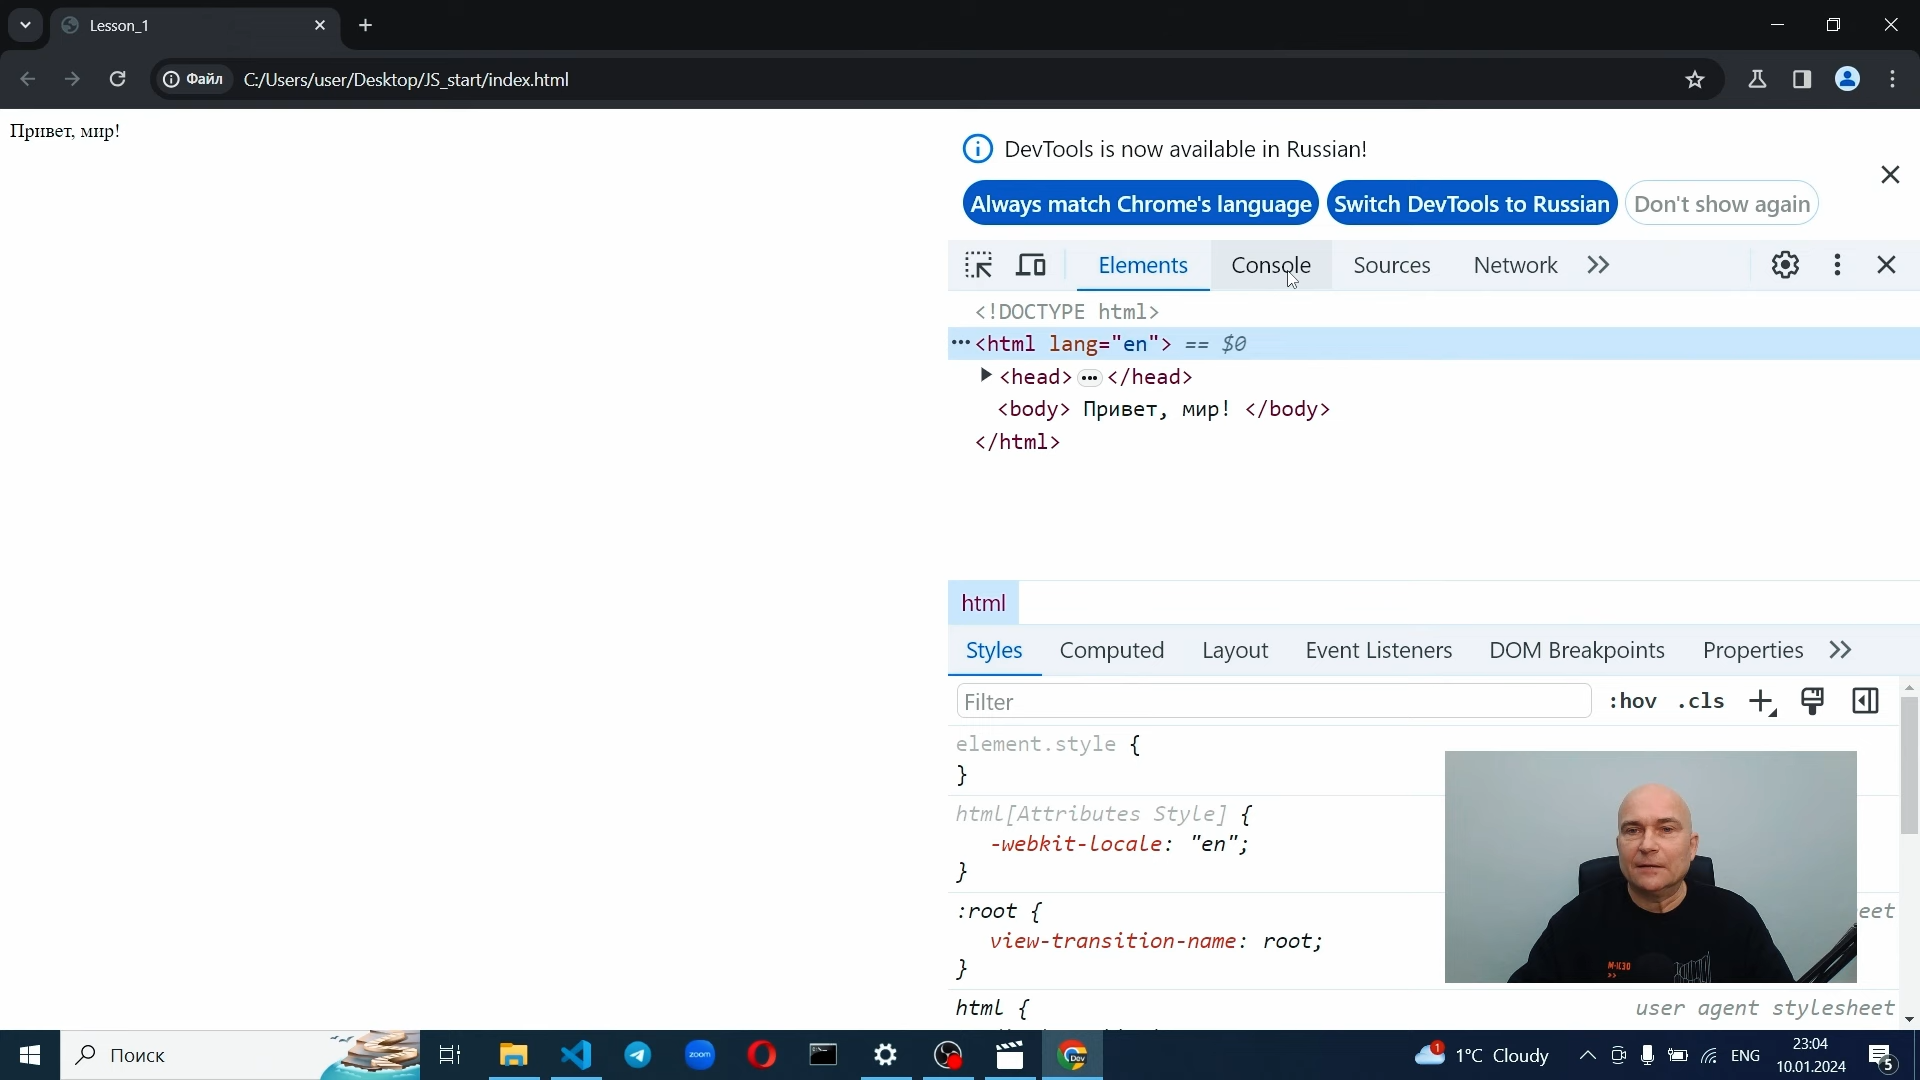 Lesson_1
Файл C:/Users/user/Desktop/JS_start/index.html
Привет, мир!
DevTools is now available in Russian!
Always match Chrome's language Switch DevTools to Russian Don't show again
Elements Console Sources Network
<!DOCTYPE html>
<html lang="en"> == $0
<head> </head>
<body> Привет, мир! </body>
</html>
html
Styles Computed Layout Event Listeners DOM Breakpoints Properties
Filter :hov .cls
element.style {
}
html[Attributes Style] {
-webkit-locale: "en";
}
:root { eet
view-transition-name: root;
}
html { user agent stylesheet
Поиск zoom Dev 1 1°C Cloudy ENG 23:04 10.01.2024 5